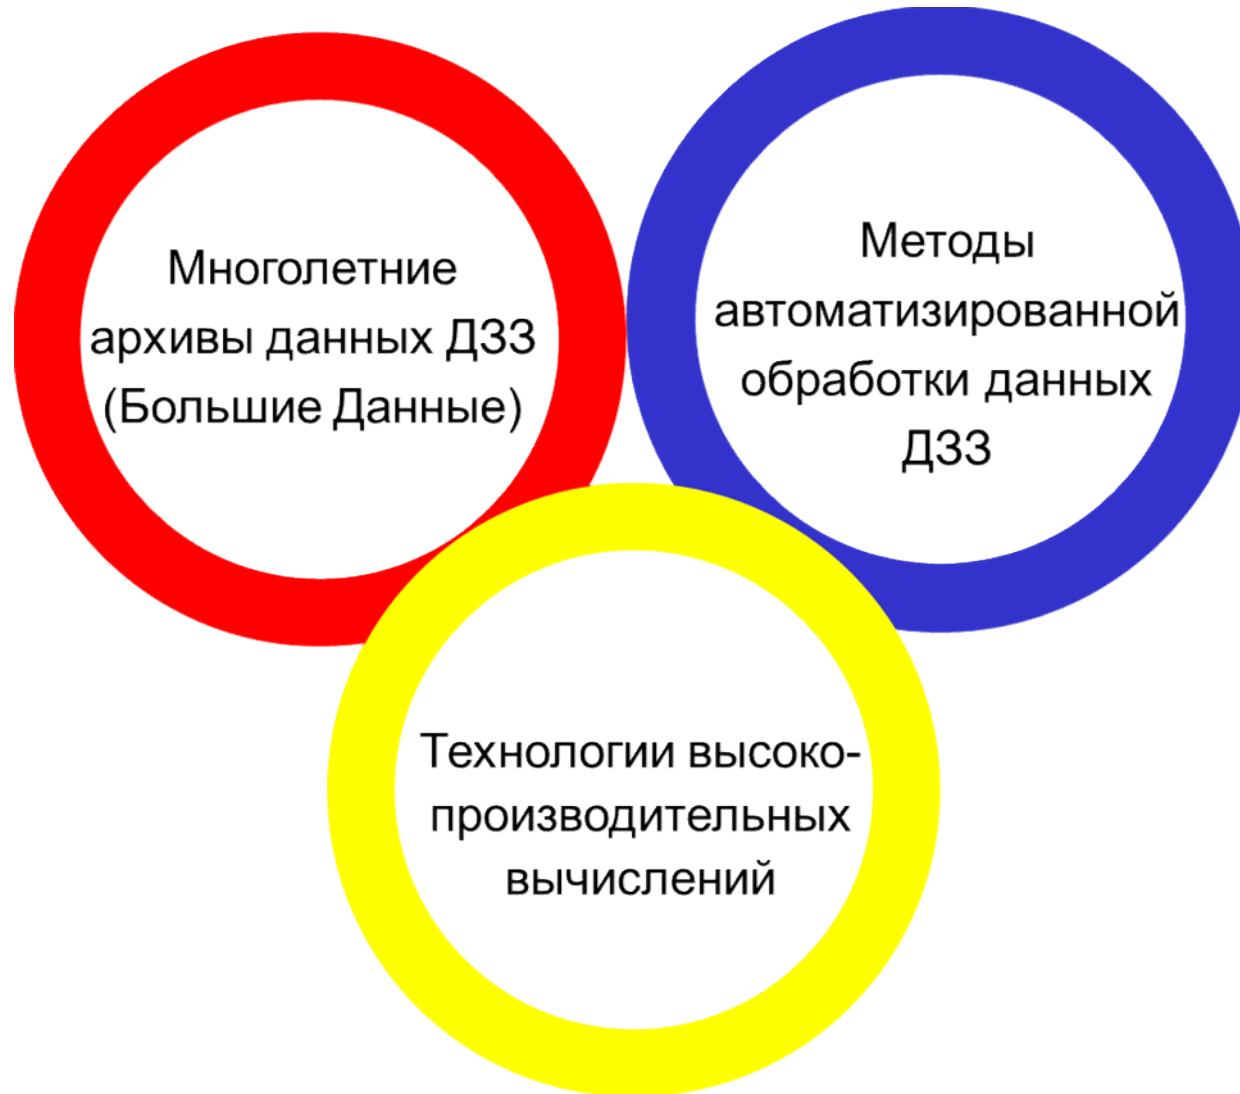 Многолетние
архивы данных ДЗЗ
(Большие Данные)
Методы
автоматизированной
обработки данных
ДЗЗ
Технологии высоко-
производительных
вычислений